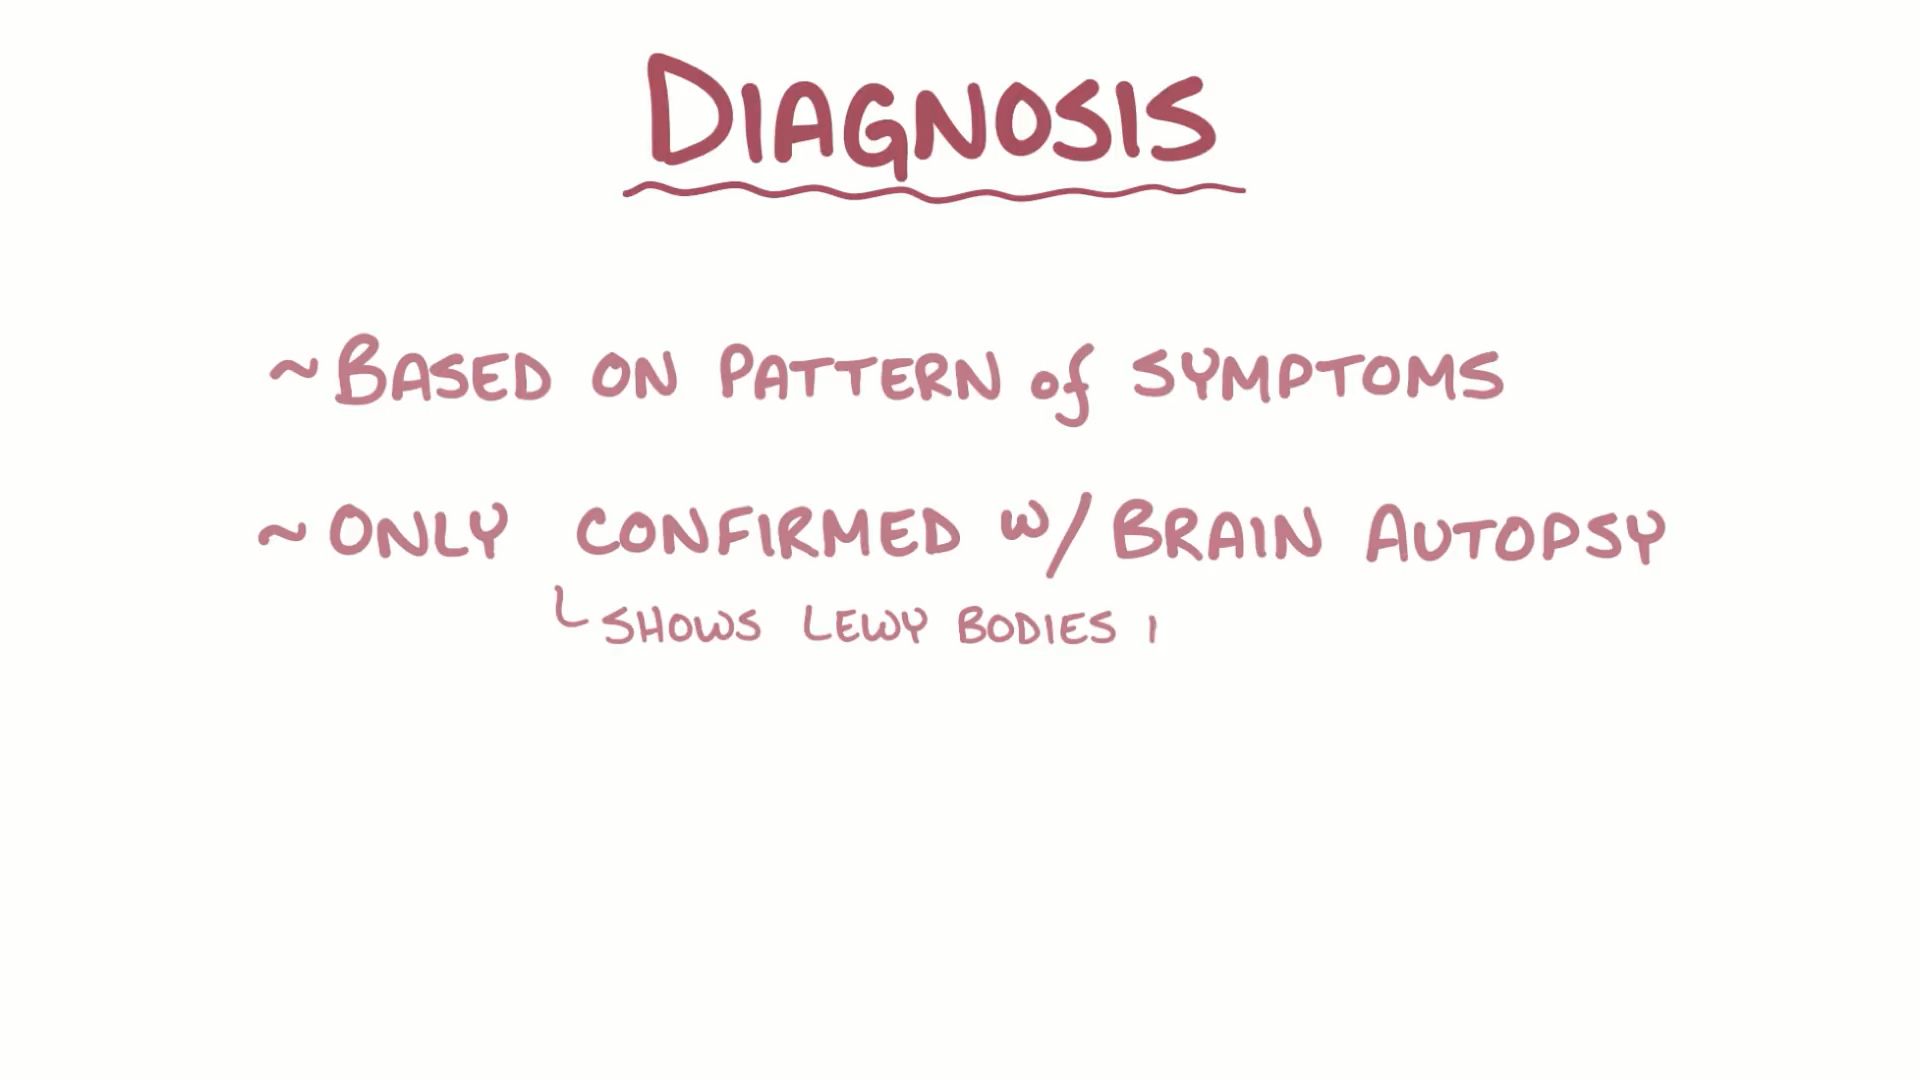 DIAGNOSIS
~ BASED ON PATTERN of SYMPTOMS
~ ONLY CONFIRMED w/ BRAIN AUTOPSY
SHOWS LEWY BODIES I